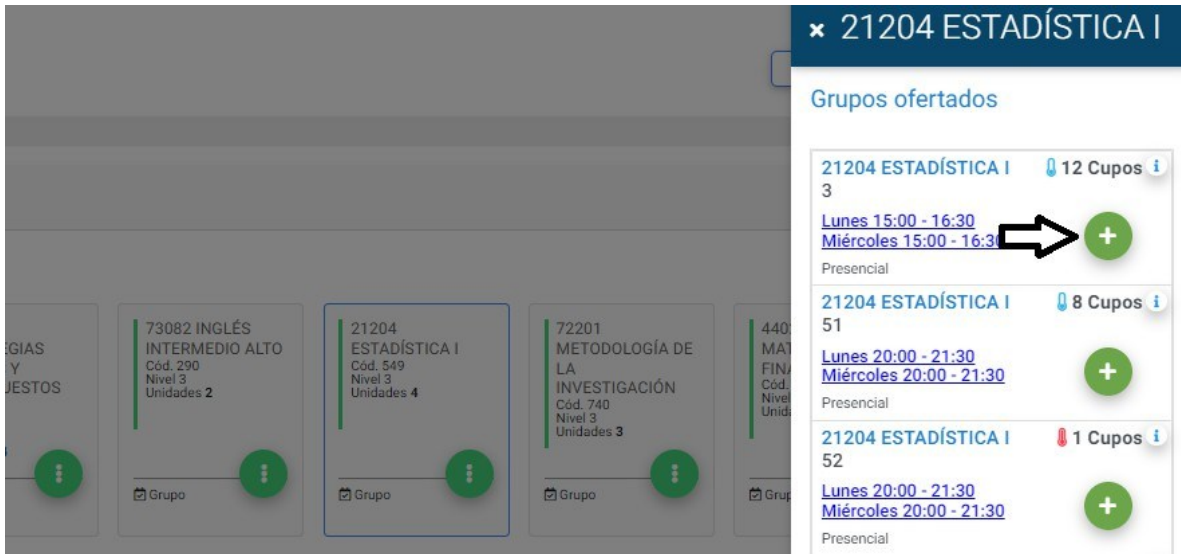 × 21204 ESTADÍSTICA I
Grupos ofertados
21204 ESTADÍSTICA I 12 Cupos i
3
Lunes 15:00 - 16:30
Miércoles 15:00 - 16:30
+
Presencial
21204 ESTADÍSTICA I 8 Cupos i
51
Lunes 20:00 - 21:30
Miércoles 20:00 - 21:30
+
Presencial
21204 ESTADÍSTICA I 1 Cupos i
52
Lunes 20:00 - 21:30
Miércoles 20:00 - 21:30
+
Presencial
73082 INGLÉS
INTERMEDIO ALTO
Cód. 290
Nivel 3
Unidades 2
Grupo
21204
ESTADÍSTICA I
Cód. 549
Nivel 3
Unidades 4
Grupo
72201
METODOLOGÍA DE
LA
INVESTIGACIÓN
Cód. 740
Nivel 3
Unidades 3
Grupo